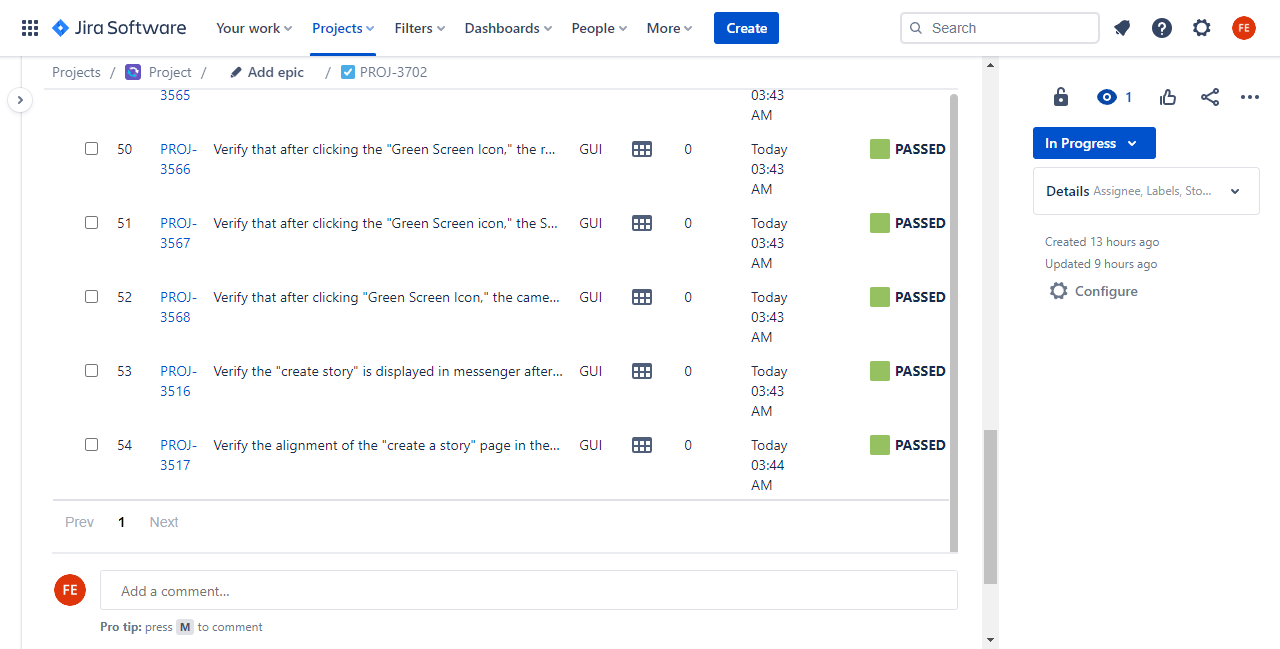 Jira Software Your work Projects Filters Dashboards People More Create Search FE
Projects / Project / Add epic / PROJ-3702
3565 03:43
AM
1
50 PROJ- Verify that after clicking the "Green Screen Icon," the r... GUI 0 Today PASSED
3566 03:43
AM
In Progress
Details Assignee, Labels, Sto...
51 PROJ- Verify that after clicking the "Green Screen icon," the S... GUI 0 Today PASSED
3567 03:43
AM
Created 13 hours ago
Updated 9 hours ago
Configure
52 PROJ- Verify that after clicking "Green Screen Icon," the came... GUI 0 Today PASSED
3568 03:43
AM
53 PROJ- Verify the "create story" is displayed in messenger after... GUI 0 Today PASSED
3516 03:43
AM
54 PROJ- Verify the alignment of the "create a story" page in the... GUI 0 Today PASSED
3517 03:44
AM
Prev 1 Next
FE Add a comment...
Pro tip: press M to comment